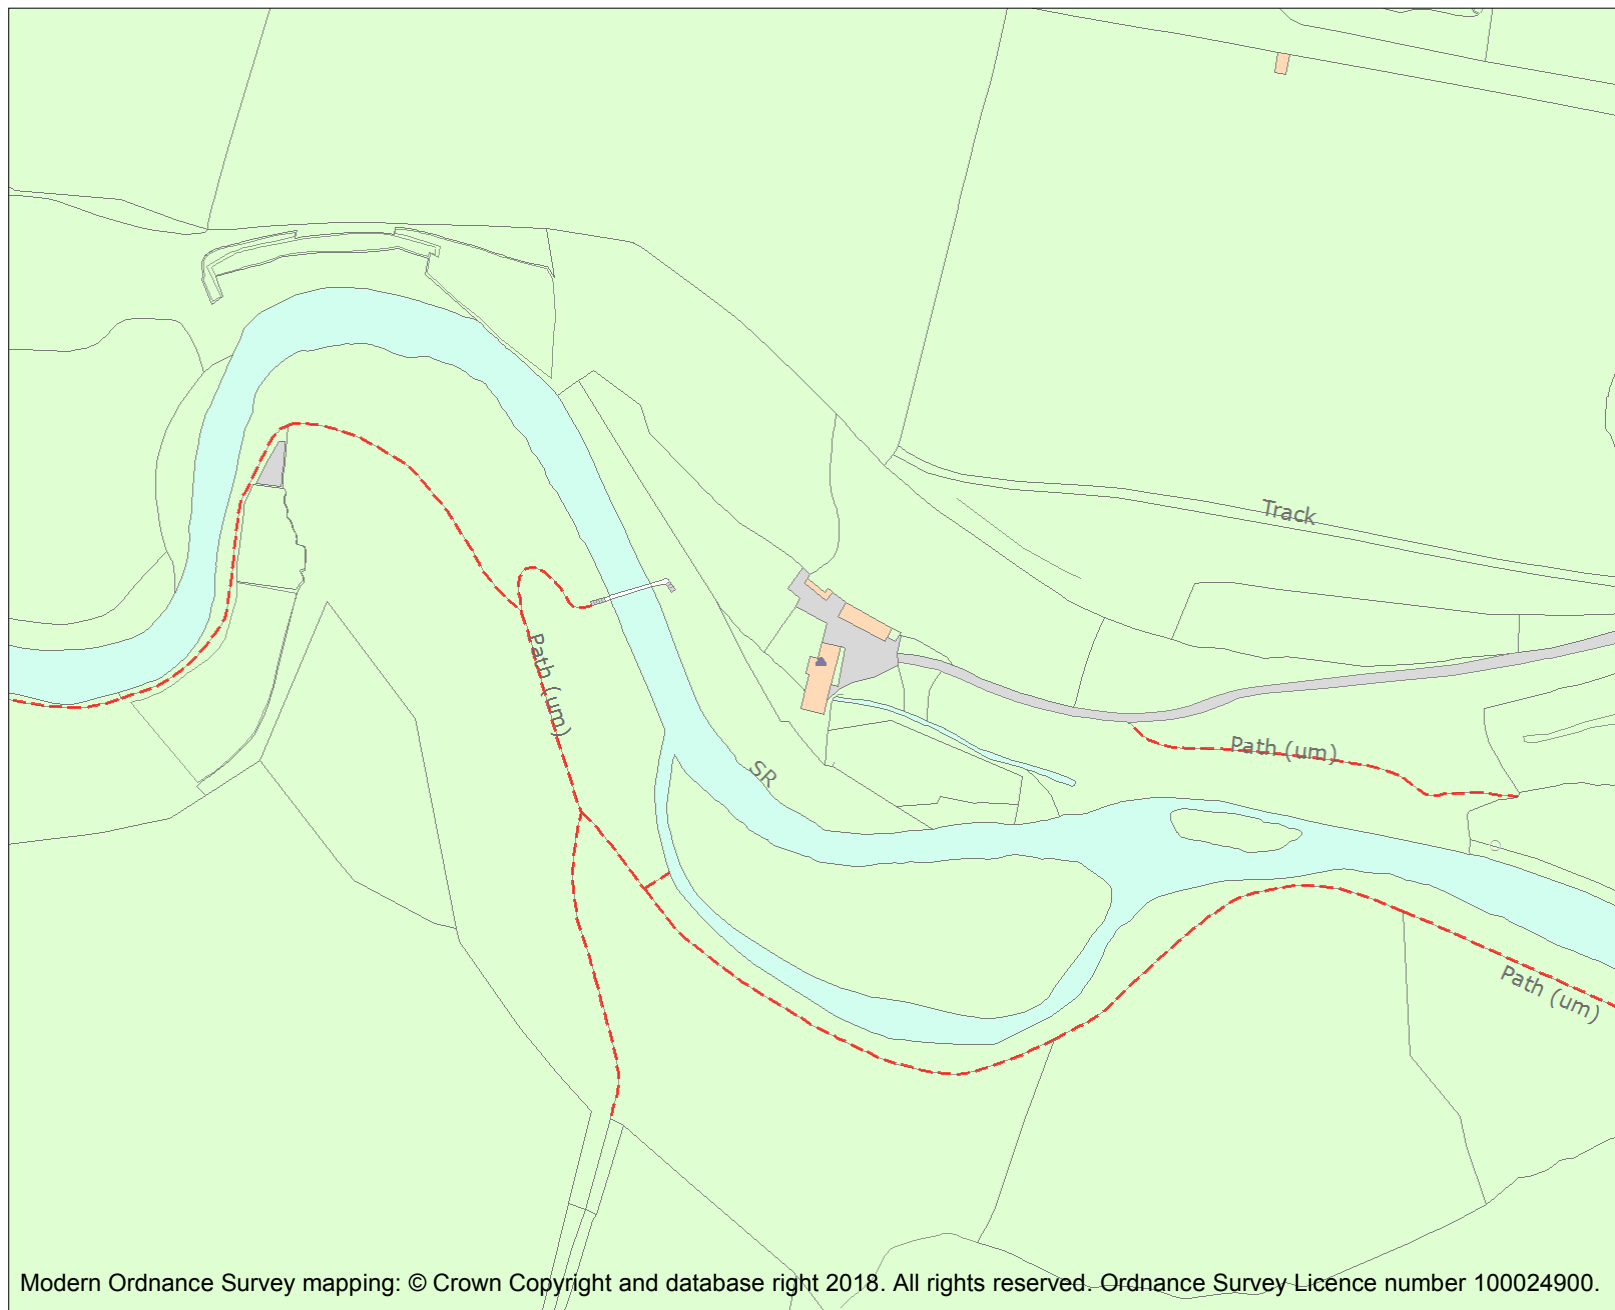 Track
Path (um)
SR
Path (um)
Path (um)
Modern Ordnance Survey mapping: © Crown Copyright and database right 2018. All rights reserved. Ordnance Survey Licence number 100024900.